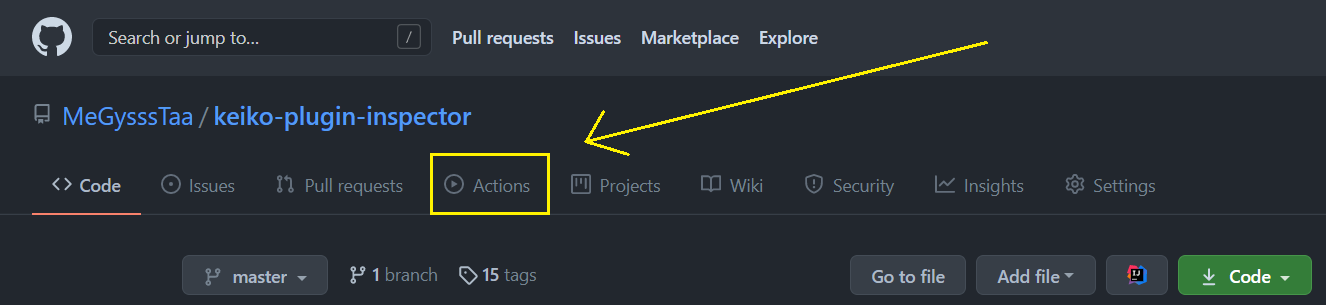 Search or jump to... / Pull requests Issues Marketplace Explore
MeGysssTaa / keiko-plugin-inspector
Code Issues Pull requests Actions Projects Wiki Security Insights Settings
master 1 branch 15 tags Go to file Add file IJ Code